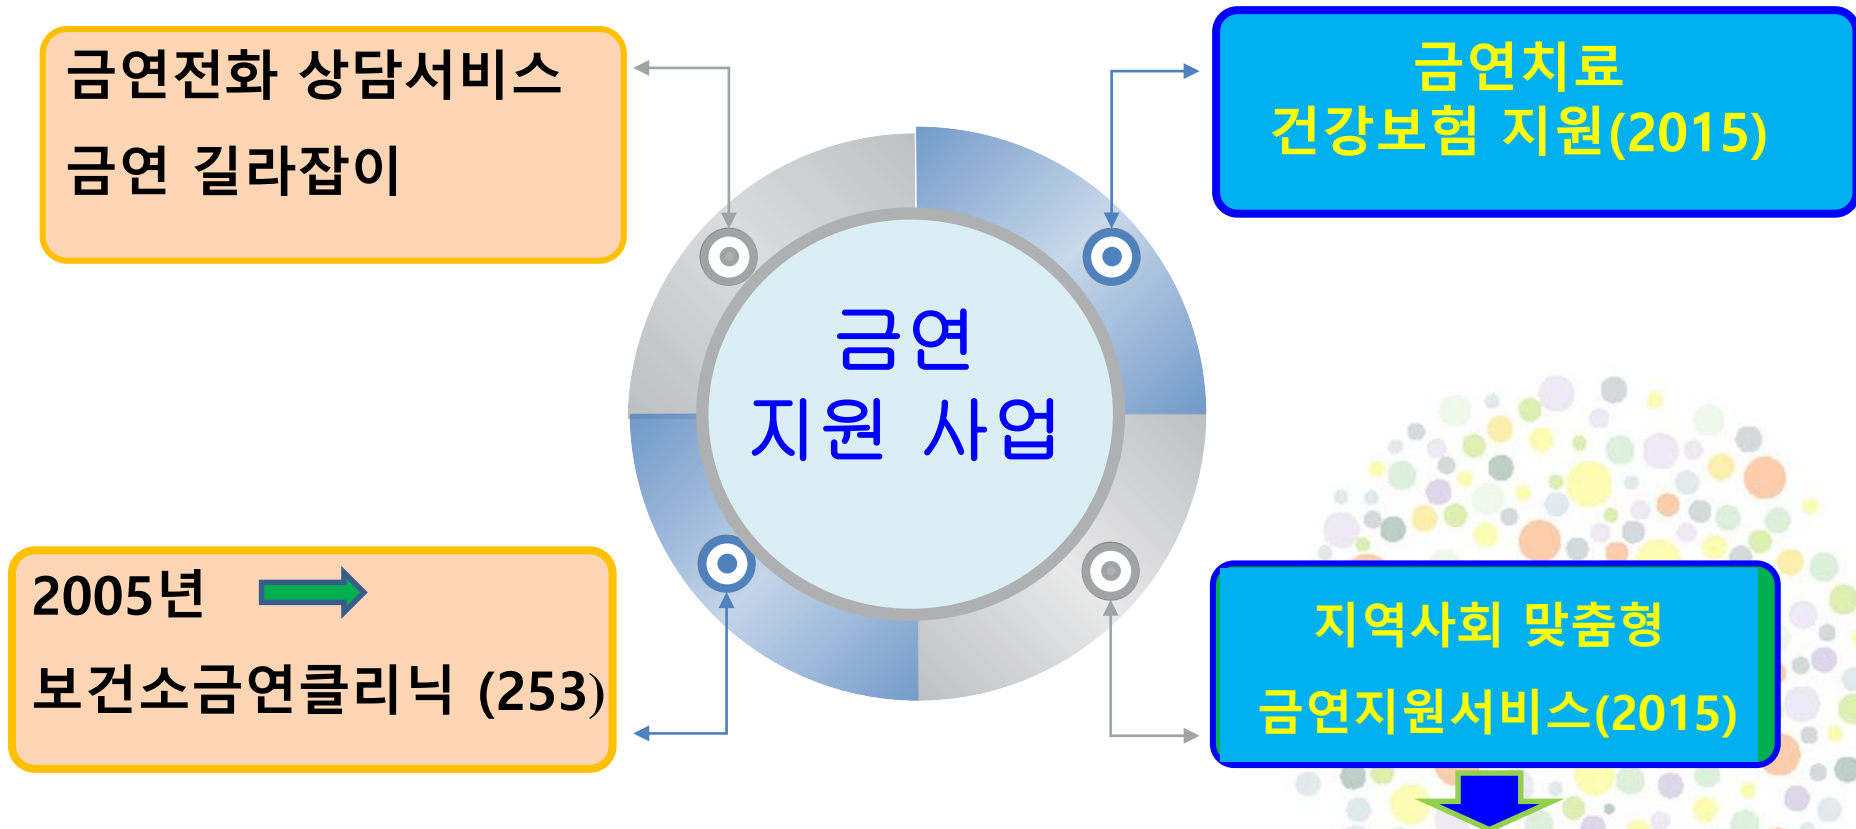 금연전화 상담서비스
금연 길라잡이
금연치료
건강보험 지원(2015)
금연
지원 사업
2005년
보건소금연클리닉 (253)
지역사회 맞춤형
금연지원서비스(2015)